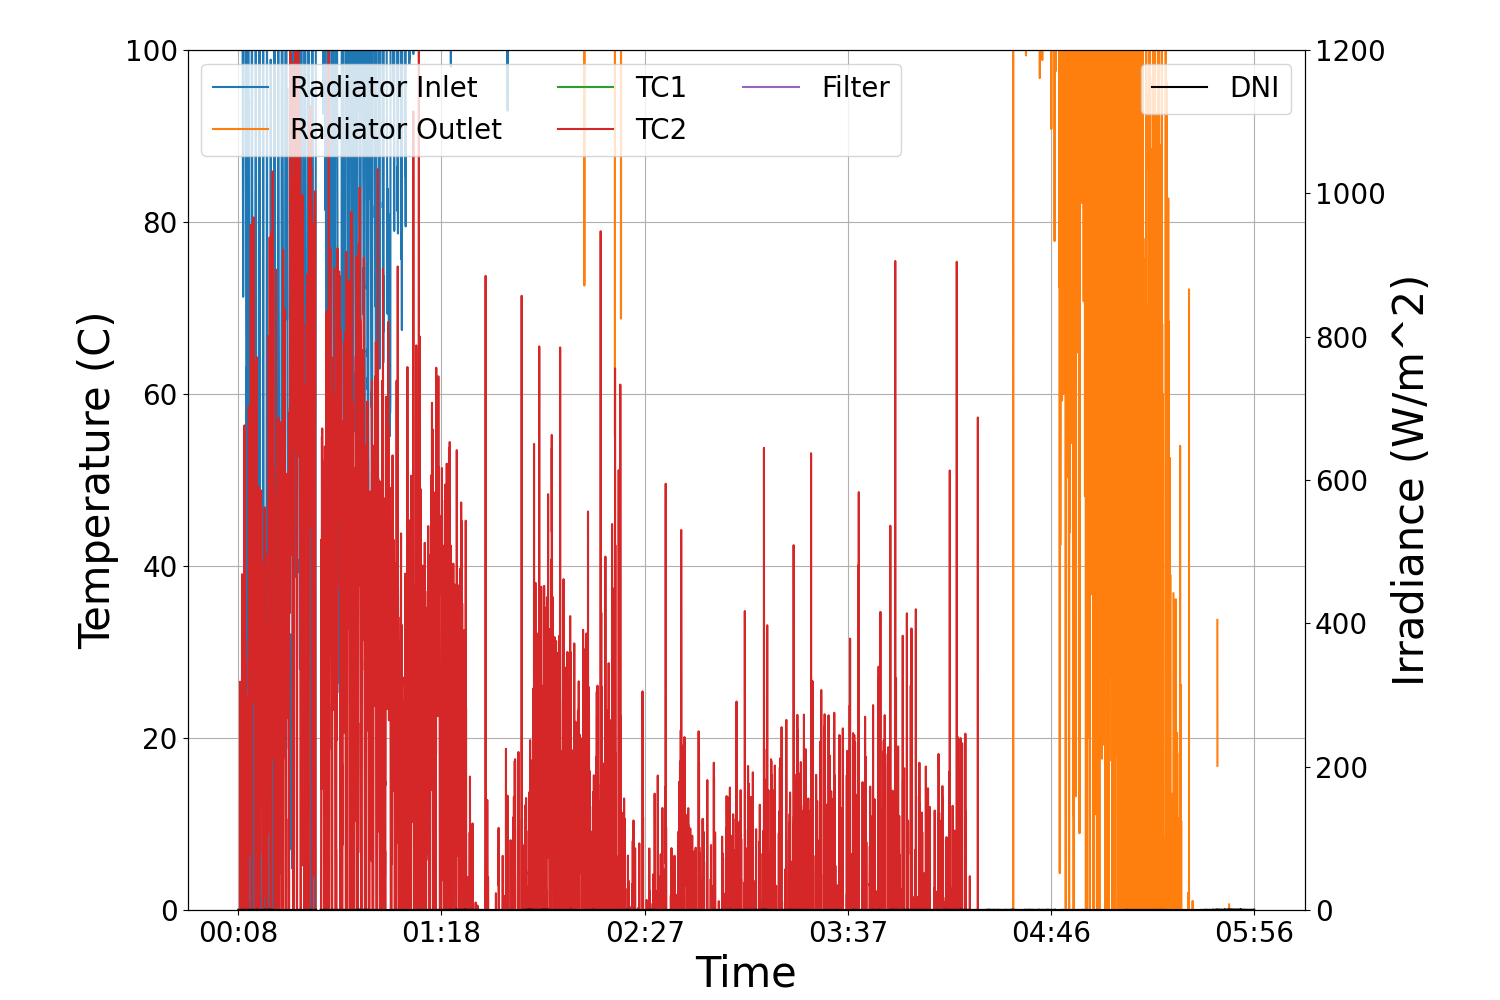 100
80
60
40
20
0
Temperature (C)
Radiator Inlet
Radiator Outlet
TC1
TC2
Filter
DNI
1200
1000
800
600
400
200
0
Irradiance (W/m^2)
00:08
01:18
02:27
03:37
04:46
05:56
Time